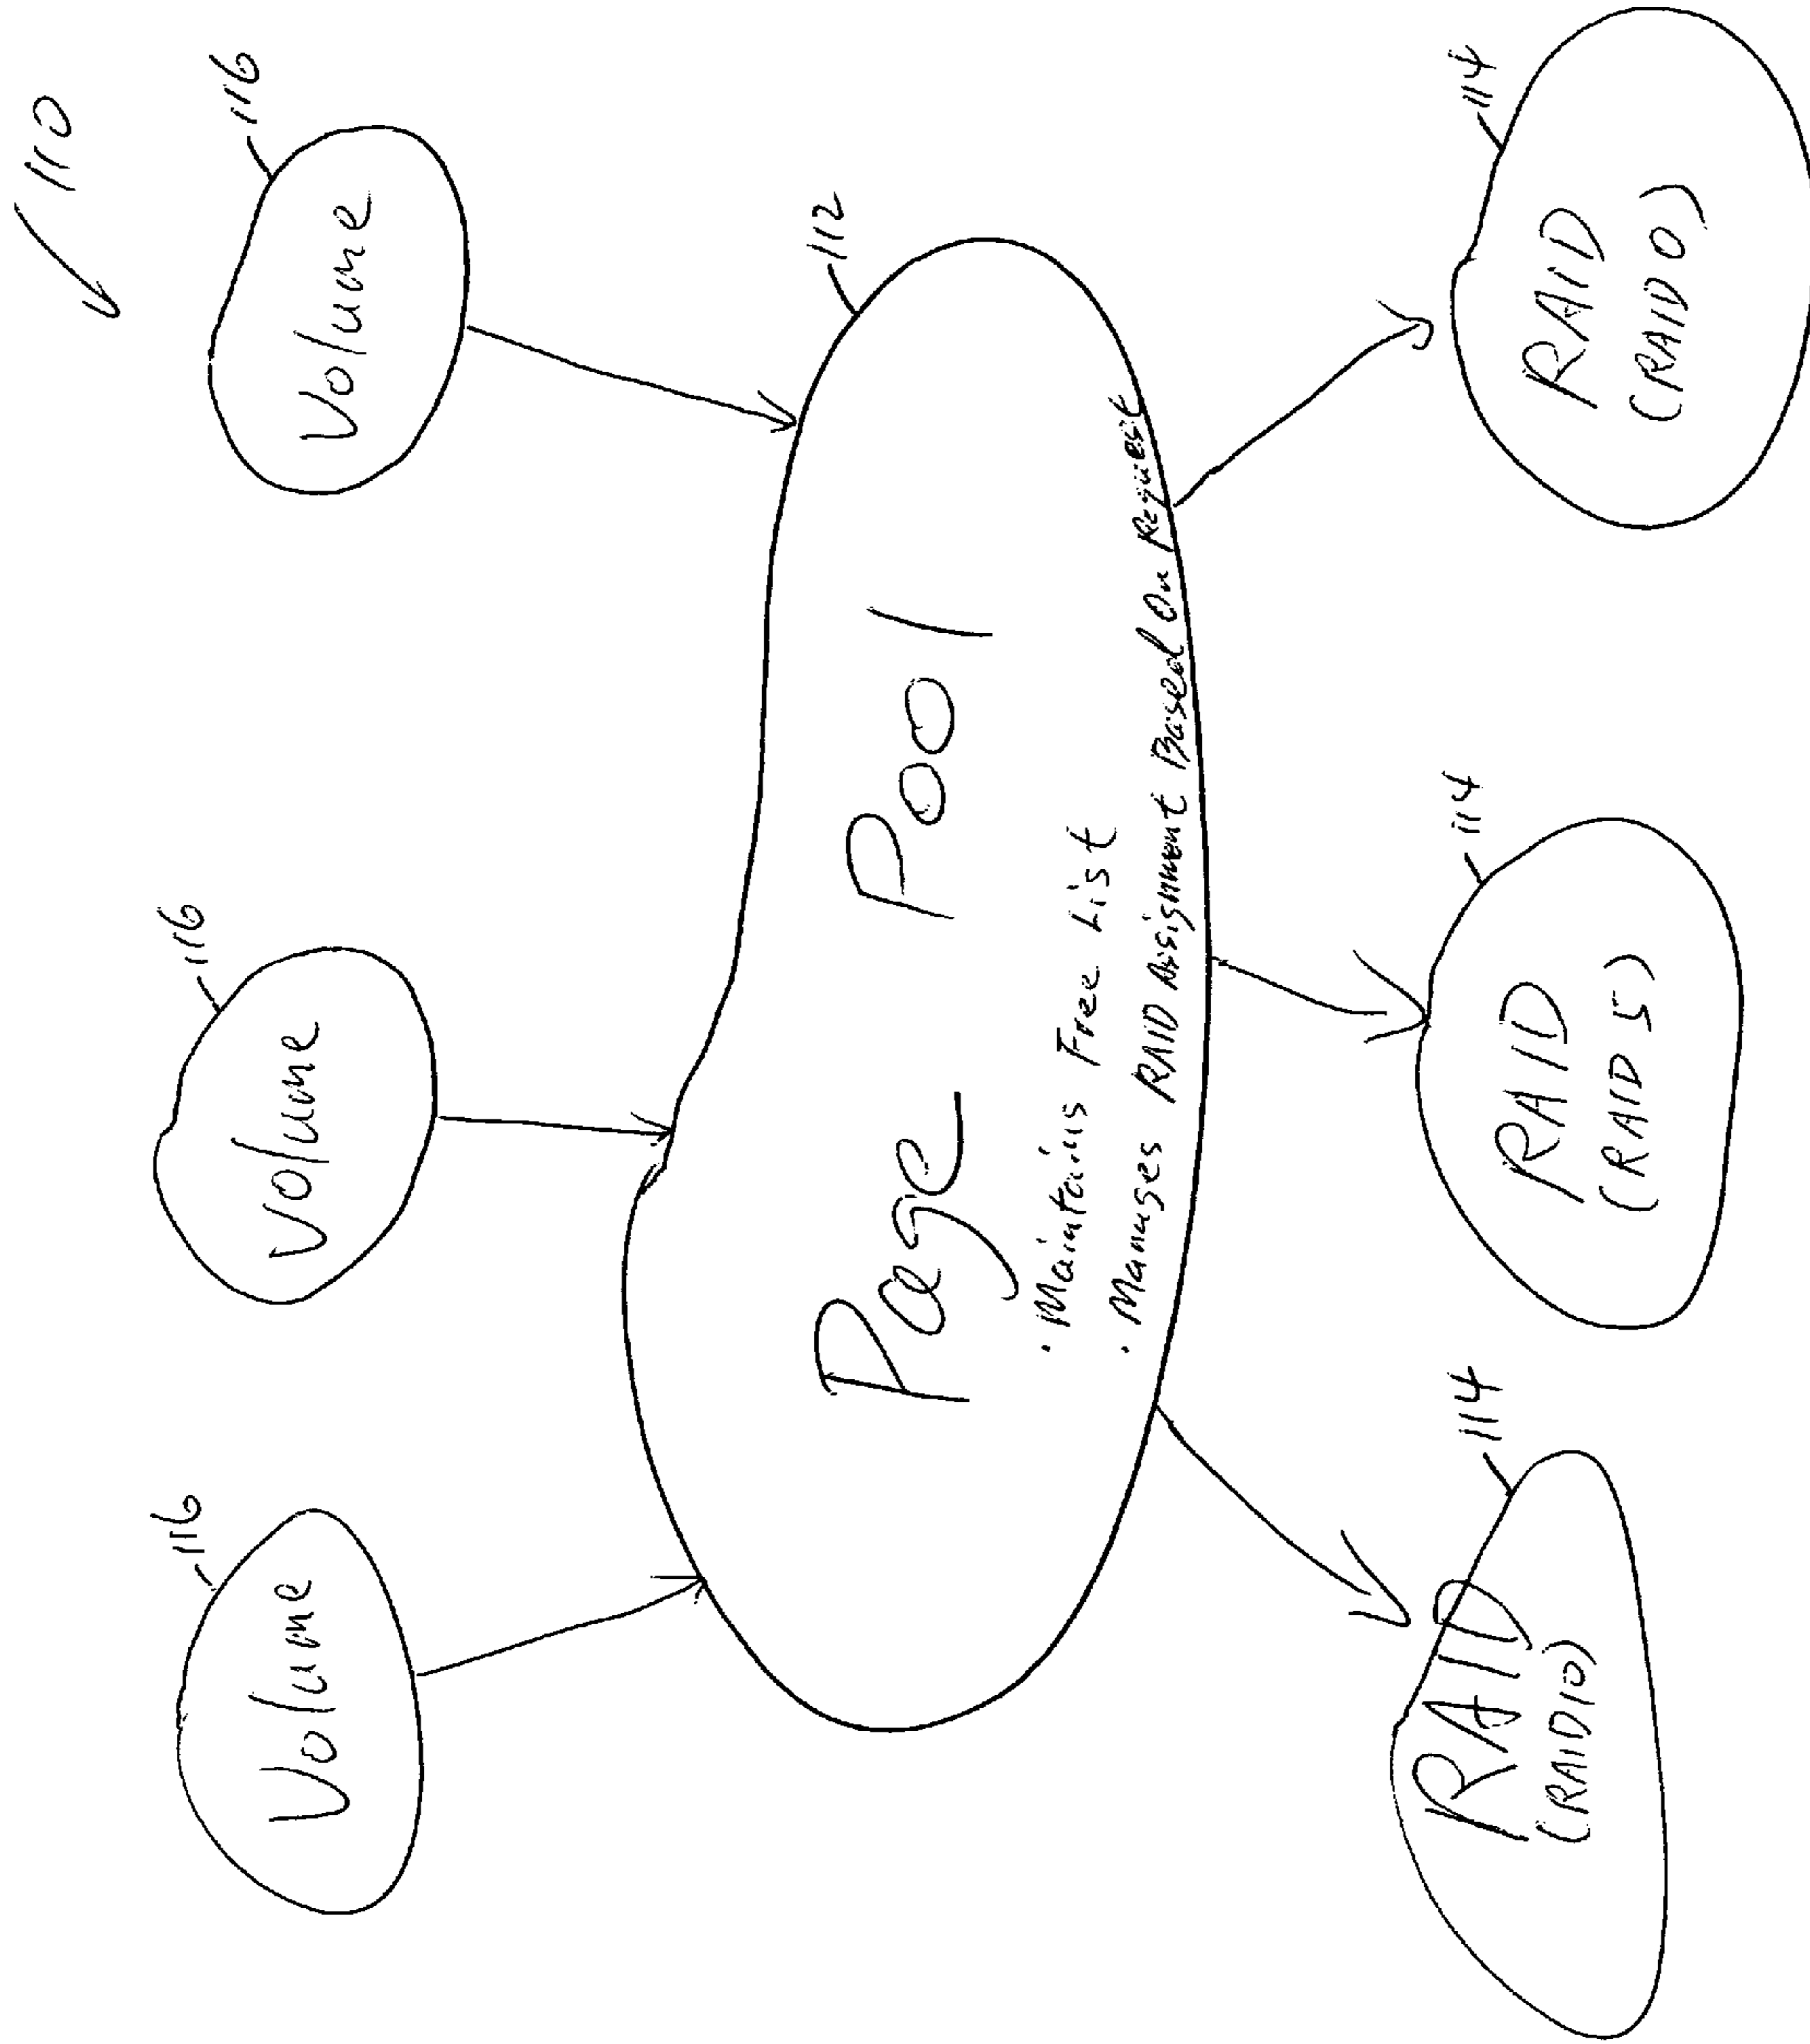 110
116
116
116
Volume
Volume
Volume
112
Page Pool
· Maintains Free List
· Manages RAID Assignment Based On Request
114
114
114
RAID
(RAID 10)
RAID
(RAID 5)
RAID
(RAID 0)